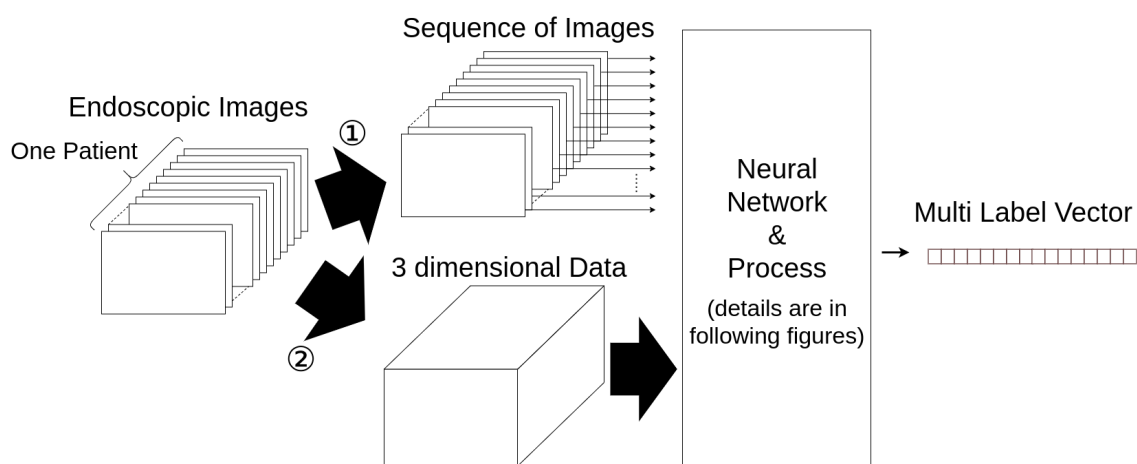 Sequence of Images
Endoscopic Images
One Patient
①
②
3 dimensional Data
Neural
Network
&
Process
(details are in
following figures)
Multi Label Vector